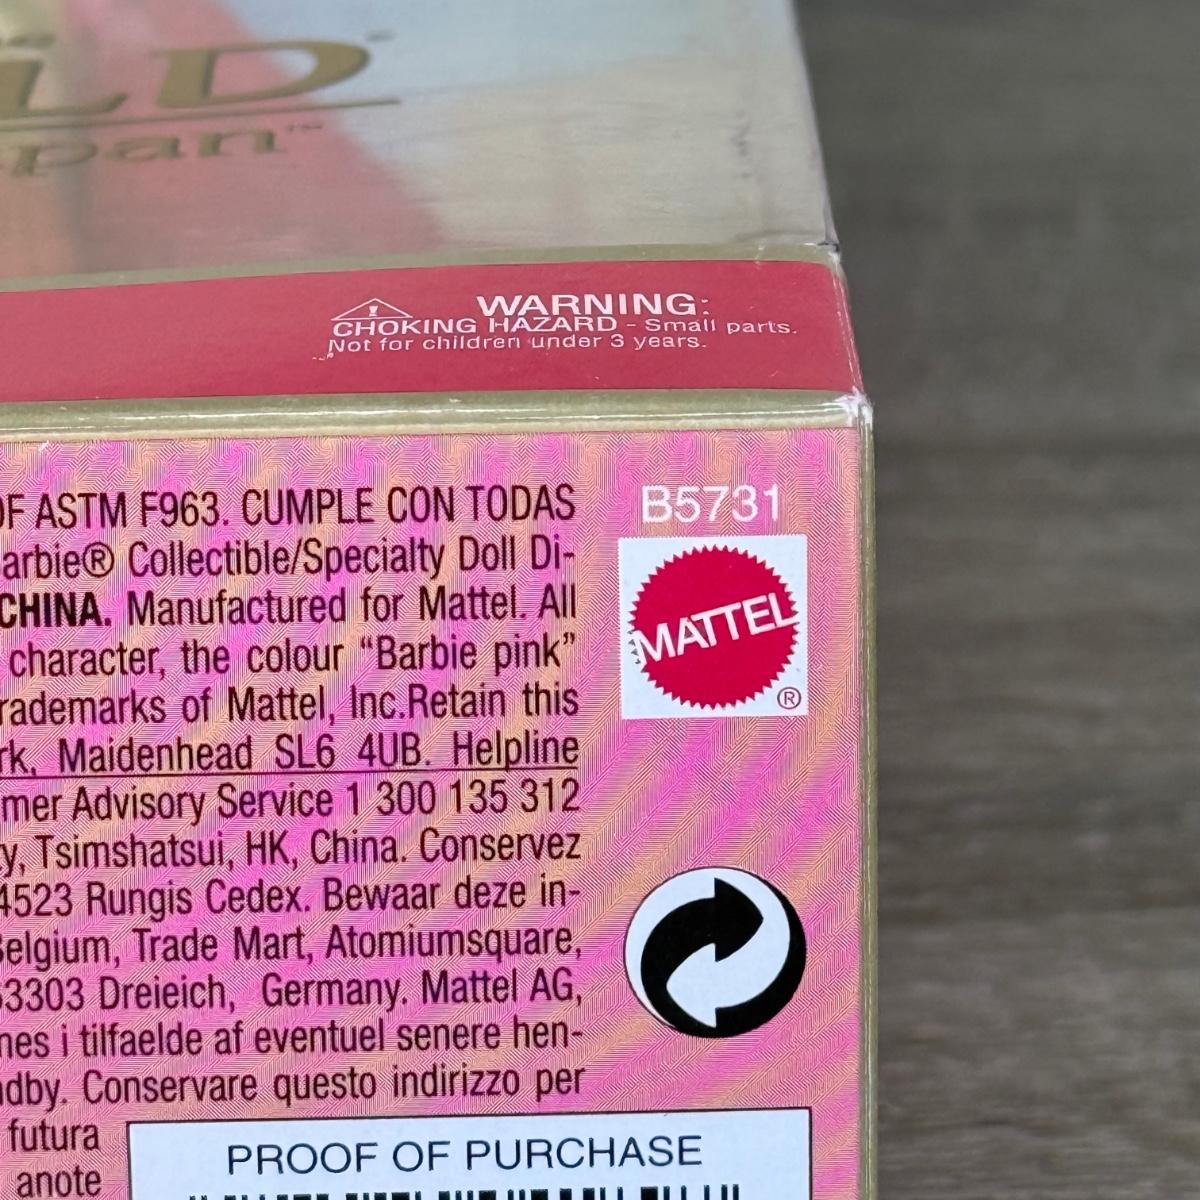 LD
pan™
WARNING:
CHOKING HAZARD - Small parts.
Not for children under 3 years.
OF ASTM F963. CUMPLE CON TODAS
arbie® Collectible/Specialty Doll Di-
CHINA. Manufactured for Mattel. All
character, the colour “Barbie pink”
rademarks of Mattel, Inc.Retain this
rk, Maidenhead SL6 4UB. Helpline
mer Advisory Service 1 300 135 312
y, Tsimshatsui, HK, China. Conservez
4523 Rungis Cedex. Bewaar deze in-
Belgium, Trade Mart, Atomiumsquare,
63303 Dreieich, Germany. Mattel AG,
nes i tilfaelde af eventuel senere hen-
dby. Conservare questo indirizzo per
futura
anote
B5731
MATTEL
®
PROOF OF PURCHASE